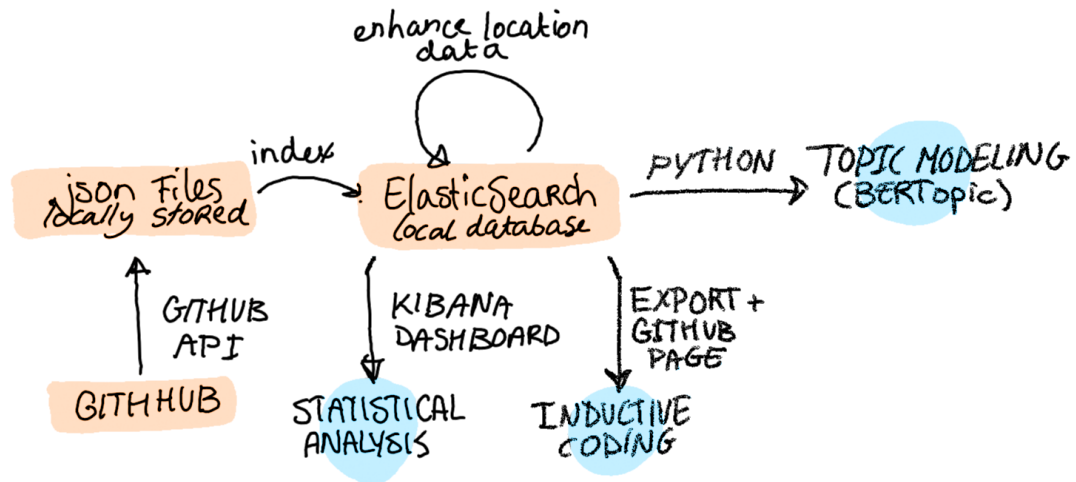 enhance location
data
index
.json Files
locally stored
ElasticSearch
local database
PYTHON
TOPIC MODELING
(BERTopic)
GITHUB
API
KIBANA
DASHBOARD
EXPORT +
GITHUB
PAGE
GITHHUB
STATISTICAL
ANALYSIS
INDUCTIVE
CODING